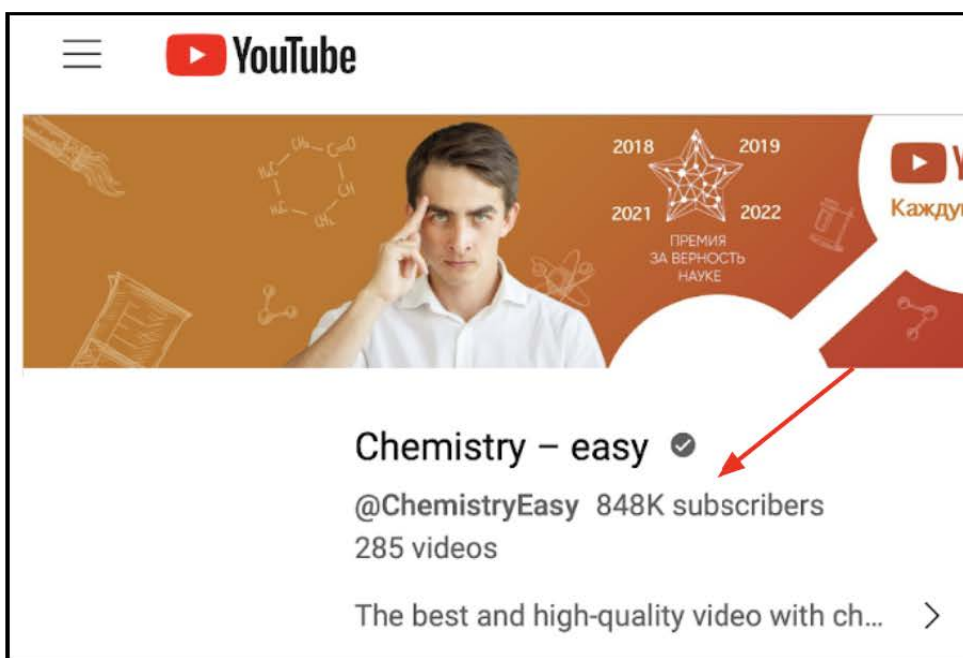 YouTube
2018 2019
2021 2022
ПРЕМИЯ
ЗА ВЕРНОСТЬ
НАУКЕ
Chemistry – easy
@ChemistryEasy 848K subscribers
285 videos
The best and high-quality video with ch...